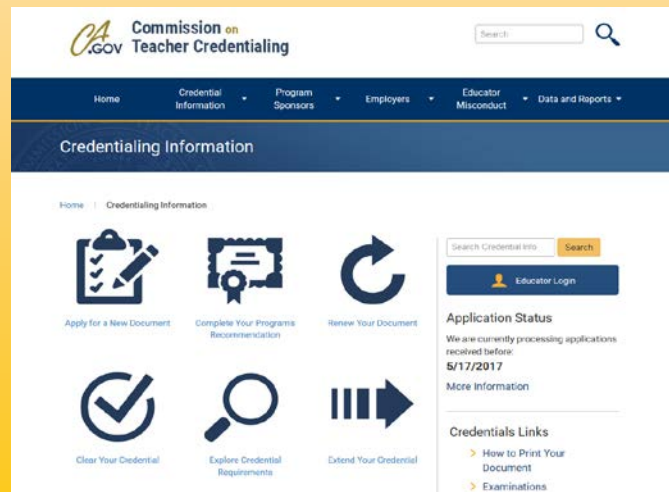 CA
.GOV
Commission on
Teacher Credentialing
Search
Home
Credential
Information
Program
Sponsors
Employers
Educator
Misconduct
Data and Reports
Credentialing Information
Home
Credentialing Information
Apply for a New Document
Complete Your Programs
Recommendation
Renew Your Document
Clear Your Credential
Explore Credential
Requirements
Extend Your Credential
Search Credential Info
Search
Educator Login
Application Status
We are currently processing applications
received before:
5/17/2017
More Information
Credentials Links
> How to Print Your
Document
> Examinations